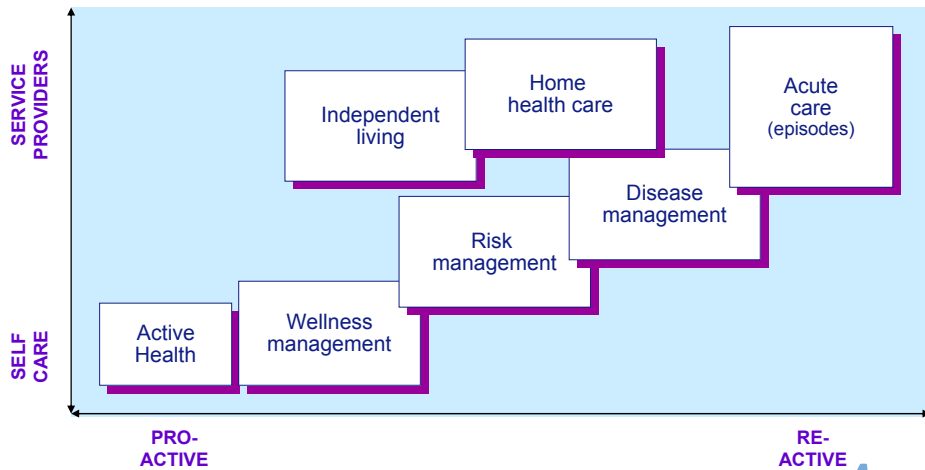 SERVICE
PROVIDERS
Home
health care
Acute
care
(episodes)
Independent
living
Disease
management
Risk
management
SELF
CARE
Active
Health
Wellness
management
PRO-
ACTIVE
RE-
ACTIVE